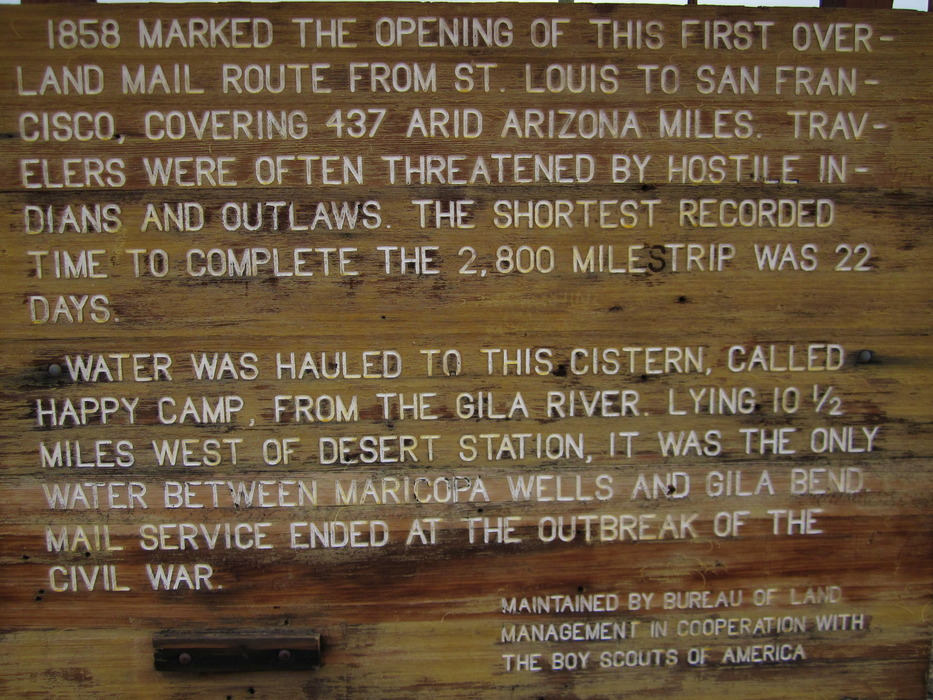 1858 MARKED THE OPENING OF THIS FIRST OVER-
LAND MAIL ROUTE FROM ST. LOUIS TO SAN FRAN-
CISCO, COVERING 437 ARID ARIZONA MILES. TRAV-
ELERS WERE OFTEN THREATENED BY HOSTILE IN-
DIANS AND OUTLAWS. THE SHORTEST RECORDED
TIME TO COMPLETE THE 2,800 MILESTRIP WAS 22
DAYS.
WATER WAS HAULED TO THIS CISTERN, CALLED
HAPPY CAMP, FROM THE GILA RIVER. LYING 10 ½
MILES WEST OF DESERT STATION, IT WAS THE ONLY
WATER BETWEEN MARICOPA WELLS AND GILA BEND.
MAIL SERVICE ENDED AT THE OUTBREAK OF THE
CIVIL WAR.
MAINTAINED BY BUREAU OF LAND
MANAGEMENT IN COOPERATION WITH
THE BOY SCOUTS OF AMERICA